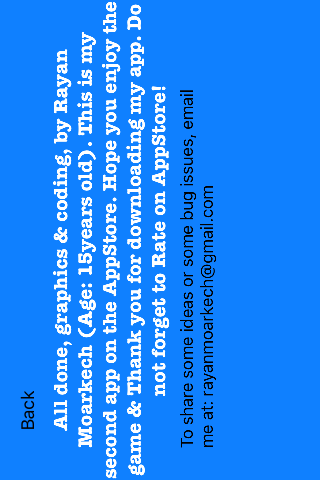 Back
All done, graphics & coding, by Rayan
Moarkech (Age: 15years old). This is my
second app on the AppStore. Hope you enjoy the
game & Thank you for downloading my app. Do
not forget to Rate on AppStore!
To share some ideas or some bug issues, email
me at: rayanmoarkech@gmail.com